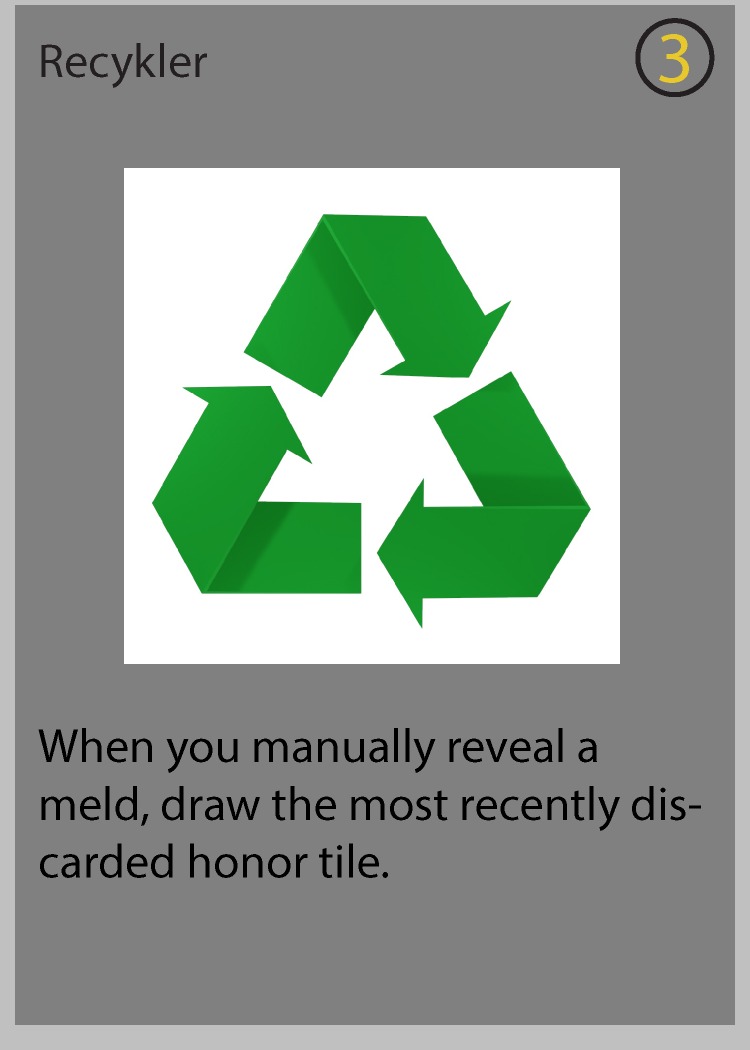 Recykler
3
When you manually reveal a
meld, draw the most recently dis-
carded honor tile.